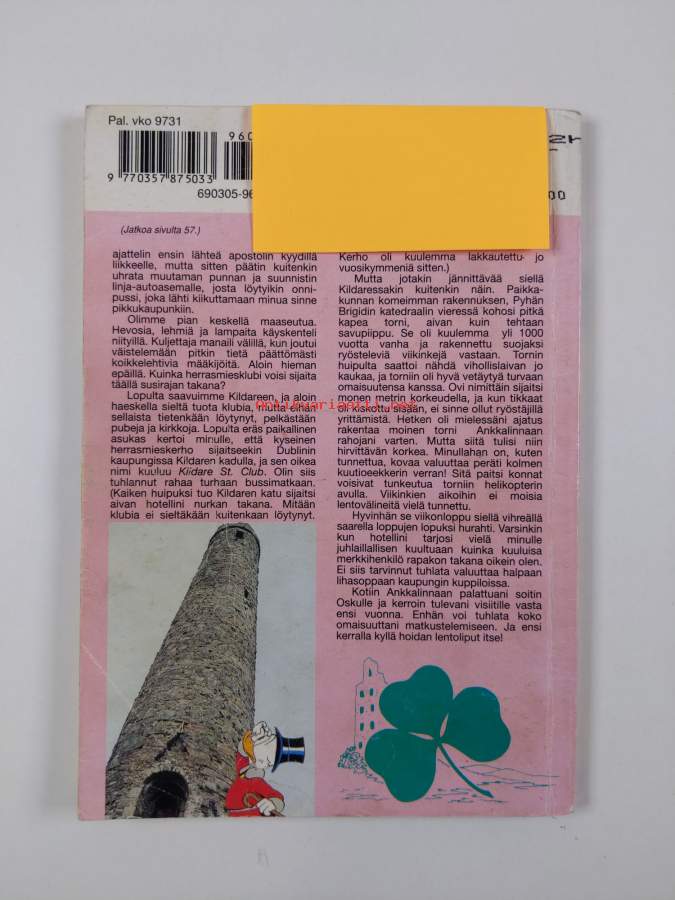 Pal. vko 9731
960
9 770357 875033
690305-96
00
(Jatkoa sivulta 57.)
ajattelin ensin lähteä apostolin kyydillä
liikkeelle, mutta sitten päätin kuitenkin
uhrata muutaman punnan ja suunnistin
linja-autoasemalle, josta löytyikin onni-
pussi, joka lähti kiikuttamaan minua sinne
pikkukaupunkiin.
Olimme pian keskellä maaseutua.
Hevosia, lehmiä ja lampaita käyskenteli
niityillä. Kuljettaja manaili välillä, kun joutui
väistelemään pitkin tietä päättömästi
koikkelehtivia määkijöitä. Aloin hieman
epäillä. Kuinka herrasmiesklubi voisi sijaita
täällä susirajan takana?
Lopulta saavuimme Kildareen, ja aloin
haeskella sieltä tuota klubia, mutta eihän
sellaista tietenkään löytynyt, pelkästään
pubeja ja kirkkoja. Lopulta eräs paikallinen
asukas kertoi minulle, että kyseinen
herrasmieskerho sijaitseekin Dublinin
kaupungissa Kildaren kadulla, ja sen oikea
nimi kuuluu Kildare St. Club. Olin siis
tuhlannut rahaa turhaan bussimatkaan.
(Kaiken huipuksi tuo Kildaren katu sijaitsi
aivan hotellini nurkan takana. Mitään
klubia ei sieltäkään kuitenkaan löytynyt.
Kerho oli kuulemma lakkautettu jo
vuosikymmeniä sitten.)
Mutta jotakin jännittävää siellä
Kildaressakin kuitenkin näin. Paikka-
kunnan komeimman rakennuksen, Pyhän
Brigidin katedraalin vieressä kohosi pitkä
kapea torni, aivan kuin tehtaan
savupiippu. Se oli kuulemma yli 1000
vuotta vanha ja rakennettu suojaksi
ryösteleviä viikinkejä vastaan. Tornin
huipulta saattoi nähdä vihollislaivan jo
kaukaa, ja torniin oli hyvä vetäytyä turvaan
omaisuutensa kanssa. Ovi nimittäin sijaitsi
monen metrin korkeudella, ja kun tikkaat
oli kiskottu sisään, ei sinne ollut ryöstäjillä
yrittämistä. Hetken oli mielessäni ajatus
rakentaa moinen torni Ankkalinnaan
rahojani varten. Mutta siitä tulisi niin
hirvittävän korkea. Minullahan on, kuten
tunnettua, kovaa valuuttaa peräti kolmen
kuutioeekkerin verran! Sitä paitsi konnat
voisivat tunkeutua torniin helikopterin
avulla. Viikinkien aikoihin ei moisia
lentovälineitä vielä tunnettu.
Hyvinhän se viikonloppu siellä vihreällä
saarella loppujen lopuksi hurahti. Varsinkin
kun hotellini tarjosi vielä minulle
juhlaillallisen kuultuaan kuinka kuuluisa
merkkihenkilö rapakon takana oikein olen.
Ei siis tarvinnut tuhlata valuuttaa halpaan
lihasoppaan kaupungin kuppiloissa.
Kotiin Ankkalinnaan palattuani soitin
Oskulle ja kerroin tulevani visiitille vasta
ensi vuonna. Enhän voi tuhlata koko
omaisuuttani matkustelemiseen. Ja ensi
kerralla kyllä hoidan lentoliput itse!
antikvariaatti.net